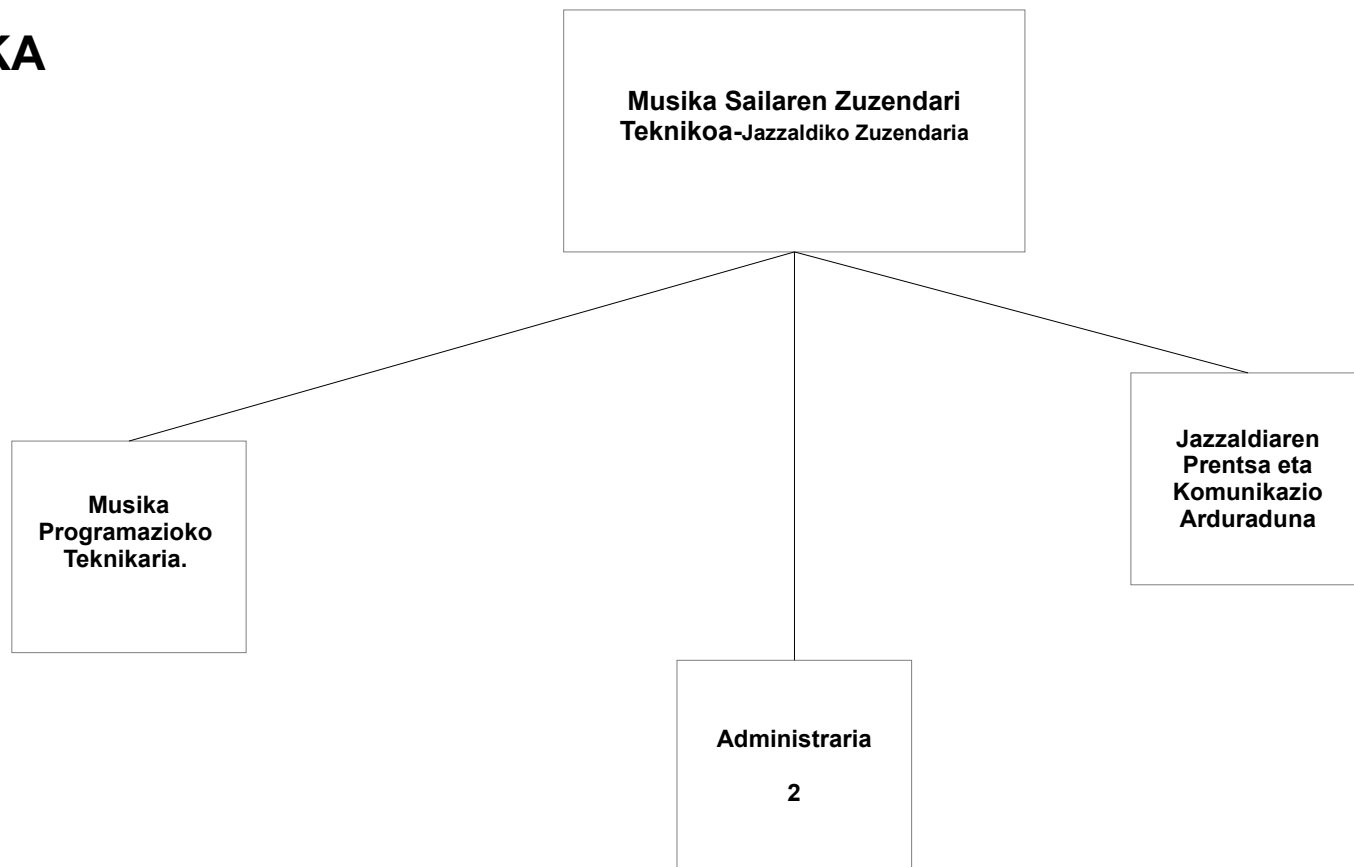 KA
Musika Sailaren Zuzendari
Teknikoa-Jazzaldiko Zuzendaria
Jazzaldiaren
Prentsa eta
Komunikazio
Arduraduna
Musika
Programazioko
Teknikaria.
Administraria
2